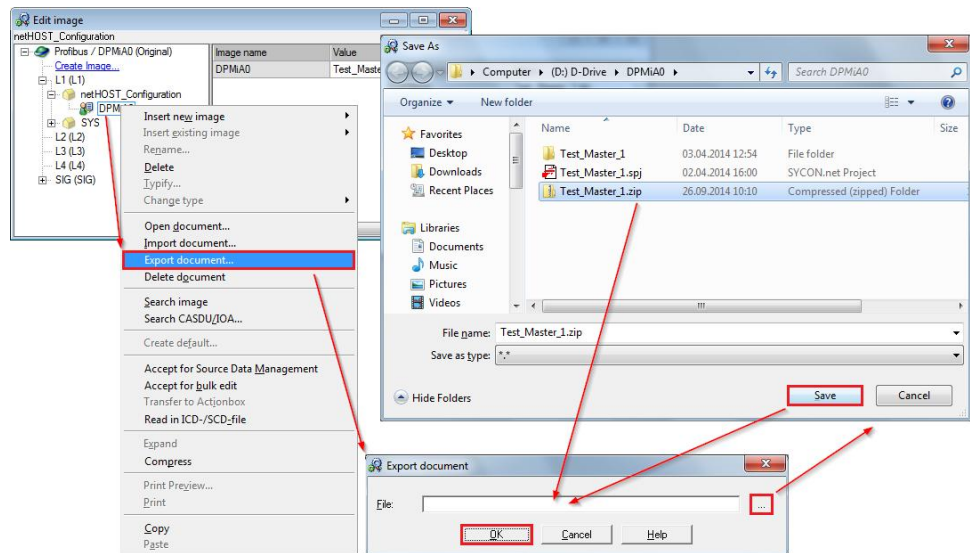 Edit image
netHOST_Configuration
Profibus / DPMiA0 (Original)
Create Image...
L1 (L1)
netHOST_Configuration
SYS
L2 (L2)
L3 (L3)
L4 (L4)
SIG (SIG)
Image name Value
DPMiA0
Insert new image
Insert existing image
Rename...
Delete
Typify...
Change type
Open document...
Import document...
Export document...
Delete document
Search image
Search CASDU/IOA...
Create default...
Accept for Source Data Management
Accept for bulk edit
Transfer to Actionbox
Read in ICD-/SCD-file
Expand
Compress
Print Preview...
Print
Copy
Paste
Save As
Computer (D:) D-Drive DPMiA0
Search DPMiA0
Organize New folder
Favorites
Desktop
Downloads
Recent Places
Libraries
Documents
Music
Pictures
Videos
Name Date Type Size
Test_Master_1 03.04.2014 12:54 File folder
Test_Master_1.spj 02.04.2014 16:00 SYCON.net Project
Test_Master_1.zip 26.09.2014 10:10 Compressed (zipped) Folder
File name: Test_Master_1.zip
Save as type: *.*
Hide Folders
Save Cancel
Export document
File:
...
OK Cancel Help